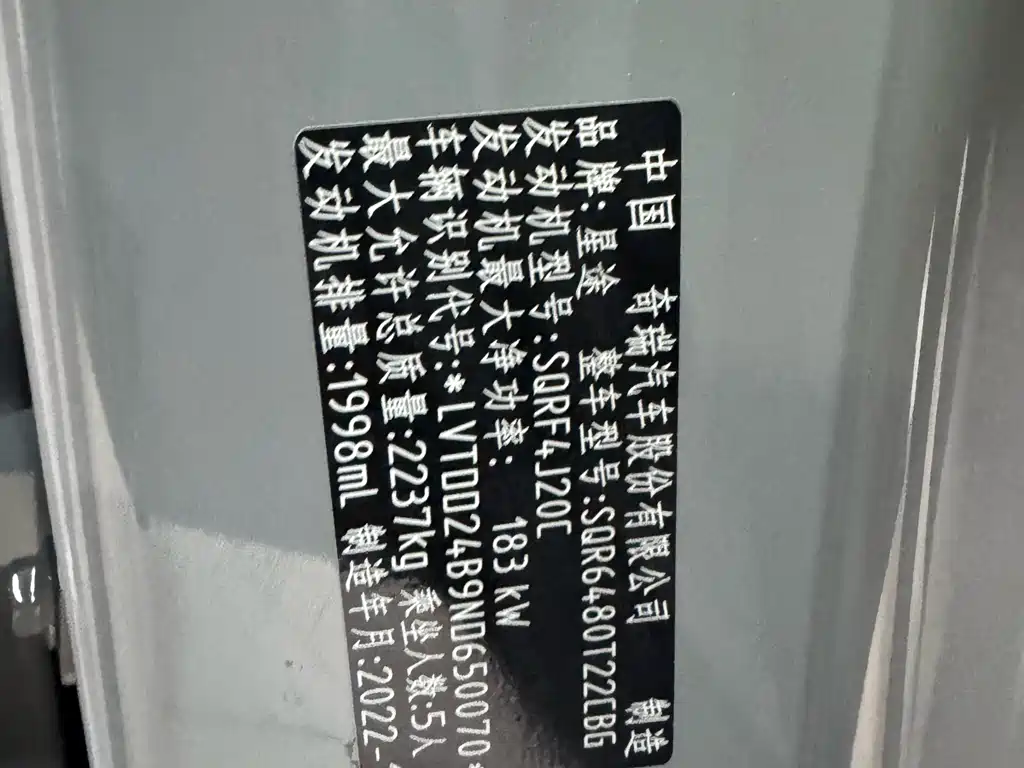 中国 奇瑞汽车股份有限公司 制造
品牌:星途 整车型号:SQR6480T22CBG
发动机型号:SQRF4J20C
发动机最大净功率: 183 kW
车辆识别代号:*LVTDD24B9ND650070*
最大允许总质量:2237kg 乘坐人数:5人
发动机排量:1998mL 制造年月:2022-